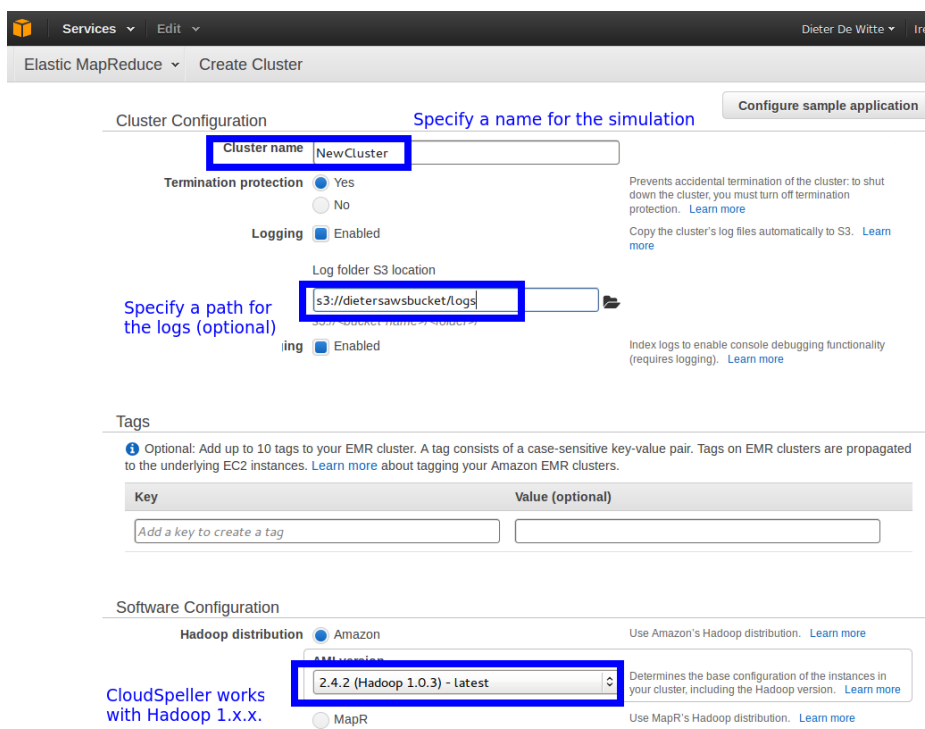 Services Edit Dieter De Witte
Elastic MapReduce Create Cluster
Configure sample application
Cluster Configuration Specify a name for the simulation
Cluster name NewCluster
Termination protection Yes Prevents accidental termination of the cluster: to shut
down the cluster, you must turn off termination
No protection. Learn more
Logging Enabled Copy the cluster's log files automatically to S3. Learn
more
Log folder S3 location
s3://dietersawsbucket/logs
Specify a path for
the logs (optional)
s3://<bucket-name>/<folder>/
Enabled Index logs to enable console debugging functionality
(requires logging). Learn more
Tags
Optional: Add up to 10 tags to your EMR cluster. A tag consists of a case-sensitive key-value pair. Tags on EMR clusters are propagated
to the underlying EC2 instances. Learn more about tagging your Amazon EMR clusters.
Key Value (optional)
Add a key to create a tag
Software Configuration
Hadoop distribution Amazon Use Amazon's Hadoop distribution. Learn more
AMI version
2.4.2 (Hadoop 1.0.3) - latest Determines the base configuration of the instances in
your cluster, including the Hadoop version. Learn more
CloudSpeller works
with Hadoop 1.x.x.
MapR Use MapR's Hadoop distribution. Learn more